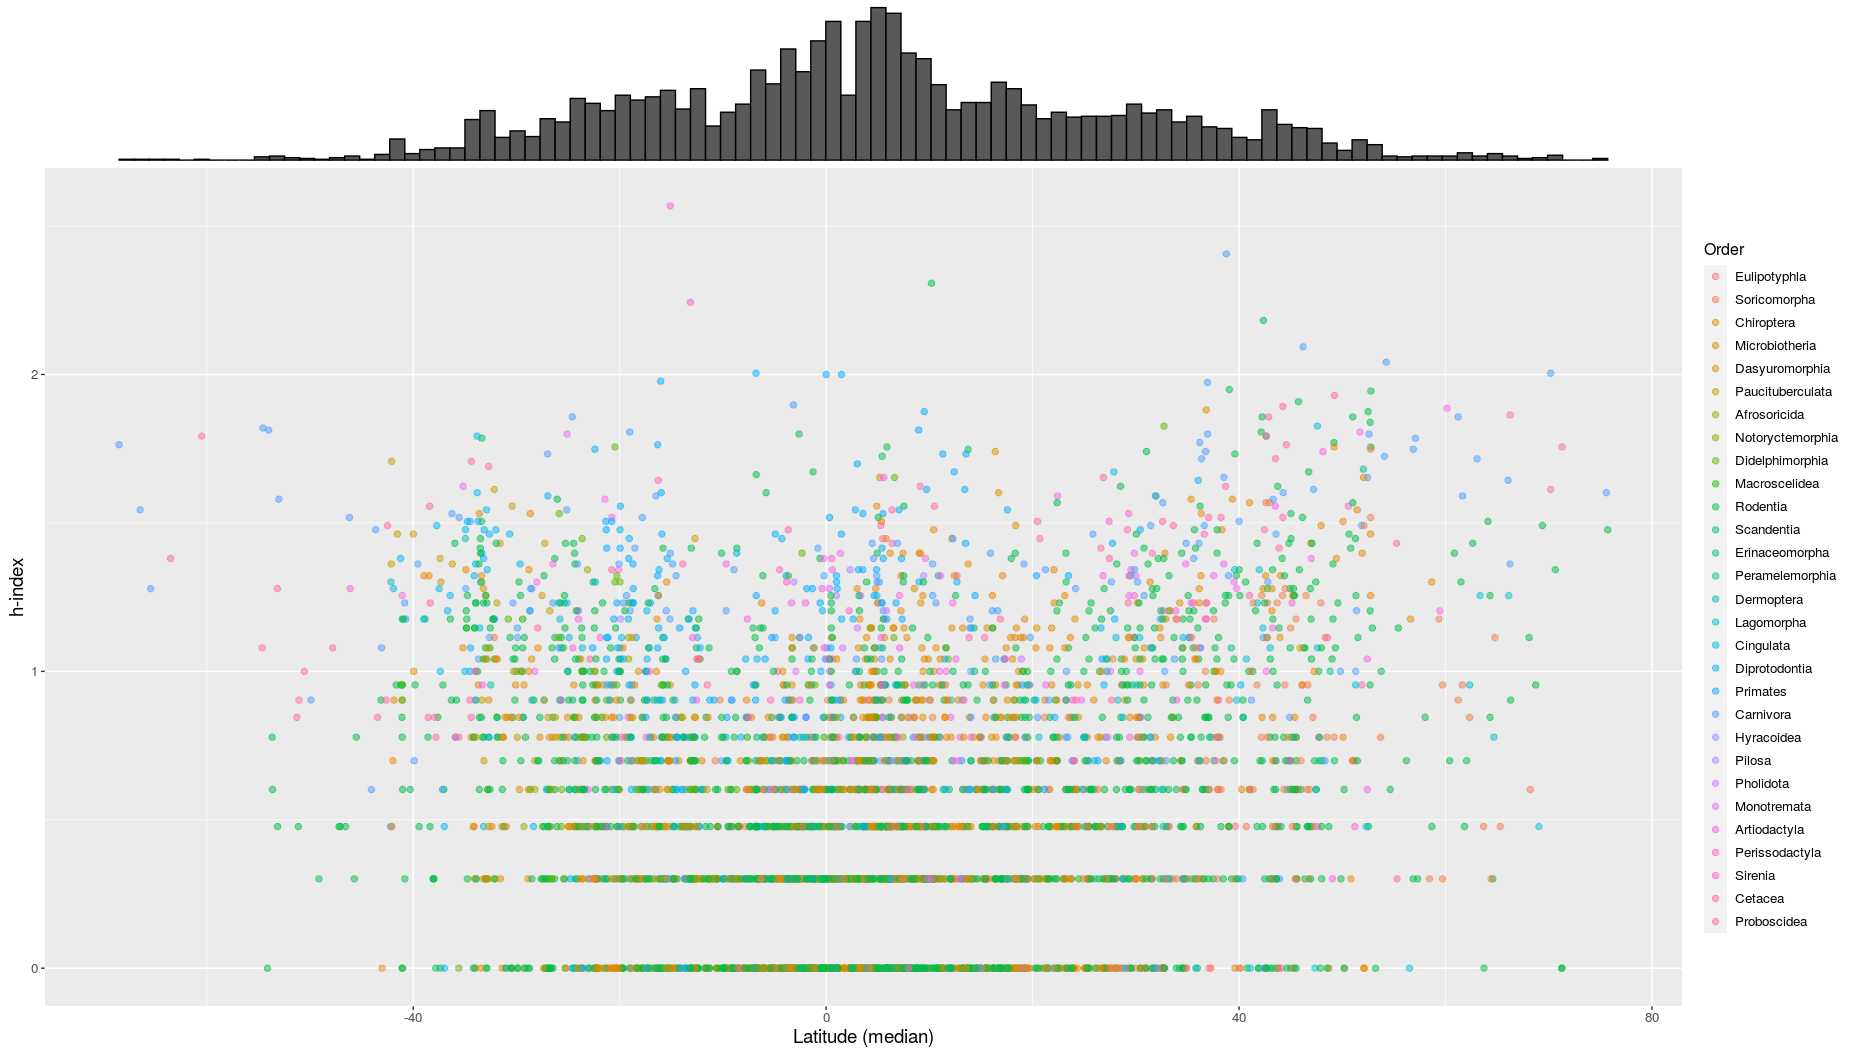 2
1
0
h-index
-40
0
40
80
Latitude (median)
Order
Eulipotyphla
Soricomorpha
Chiroptera
Microbiotheria
Dasyuromorphia
Paucituberculata
Afrosoricida
Notoryctemorphia
Didelphimorphia
Macroscelidea
Rodentia
Scandentia
Erinaceomorpha
Peramelemorphia
Dermoptera
Lagomorpha
Cingulata
Diprotodontia
Primates
Carnivora
Hyracoidea
Pilosa
Pholidota
Monotremata
Artiodactyla
Perissodactyla
Sirenia
Cetacea
Proboscidea